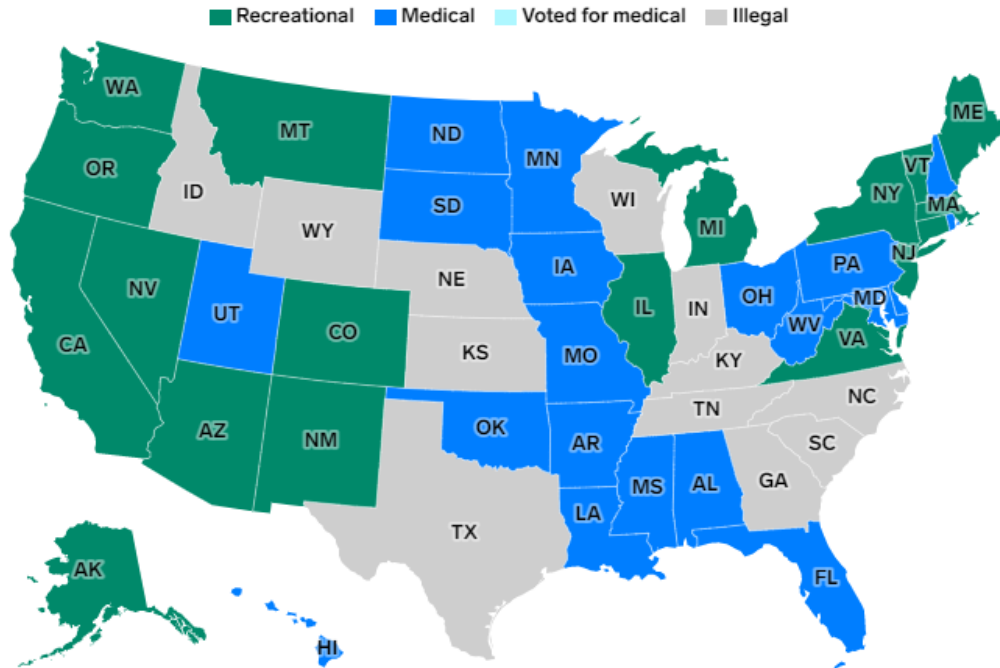 Recreational Medical Voted for medical Illegal
WA
ME
MT
ND
MN
VT
OR
ID
WI
NY
MA
SD
MI
WY
NJ
IA
PA
NE
NV
OH
MD
UT
IL
IN
WV
CO
VA
CA
KS
MO
KY
NC
TN
AZ
OK
NM
AR
SC
GA
MS
AL
LA
TX
AK
FL
HI